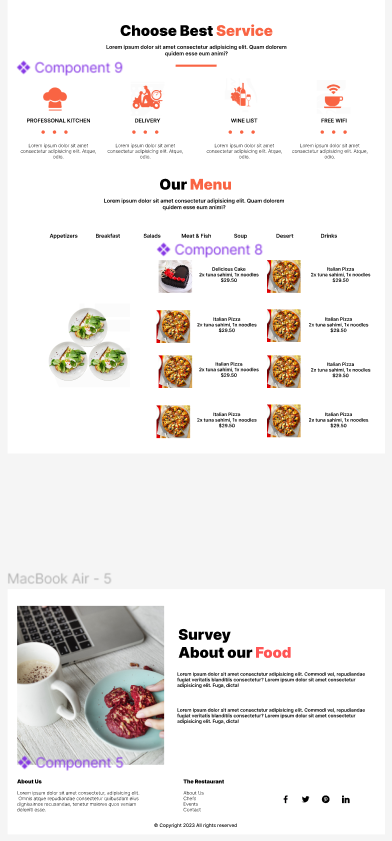 Choose Best Service
Lorem ipsum dolor sit amet consectetur adipisicing elit. Quam dolorem
quidem esse eum animi?
Component 9
PROFESSONAL KITCHEN
DELIVERY
WINE LIST
FREE WIFI
Lorem ipsum dolor sit amet
consectetur adipisicing elit. Atque,
odio.
Lorem ipsum dolor sit amet
consectetur adipisicing elit. Atque,
odio.
Lorem ipsum dolor sit amet
consectetur adipisicing elit. Atque,
odio.
Lorem ipsum dolor sit amet
consectetur adipisicing elit. Atque,
odio.
Our Menu
Lorem ipsum dolor sit amet consectetur adipisicing elit. Quam dolorem
quidem esse eum animi?
Appetizers Breakfast Salads Meat & Fish Soup Desert Drinks
Component 8
Delicious Cake
2x tuna sahimi, 1x noodles
$29.50
Italian Pizza
2x tuna sahimi, 1x noodles
$29.50
Italian Pizza
2x tuna sahimi, 1x noodles
$29.50
Italian Pizza
2x tuna sahimi, 1x noodles
$29.50
Italian Pizza
2x tuna sahimi, 1x noodles
$29.50
Italian Pizza
2x tuna sahimi, 1x noodles
$29.50
Italian Pizza
2x tuna sahimi, 1x noodles
$29.50
Italian Pizza
2x tuna sahimi, 1x noodles
$29.50
MacBook Air - 5
Survey
About our Food
Lorem ipsum dolor sit amet consectetur adipisicing elit. Commodi vel, repudiandae
fugiat veritatis blanditiis consectetur? Lorem ipsum dolor sit amet consectetur
adipisicing elit. Fuga, dicta!
Lorem ipsum dolor sit amet consectetur adipisicing elit. Commodi vel, repudiandae
fugiat veritatis blanditiis consectetur? Lorem ipsum dolor sit amet consectetur
adipisicing elit. Fuga, dicta!
Component 5
About Us
Lorem ipsum dolor sit amet consectetur adipisicing elit.
Omnis atque repudiandae consectetur quibusdam eius
dignissimos recusandae, tenetur maiores quos veniam
deleniti esse.
The Restaurant
About Us
Chefs
Events
Contact
© Copyright 2023 All rights reserved